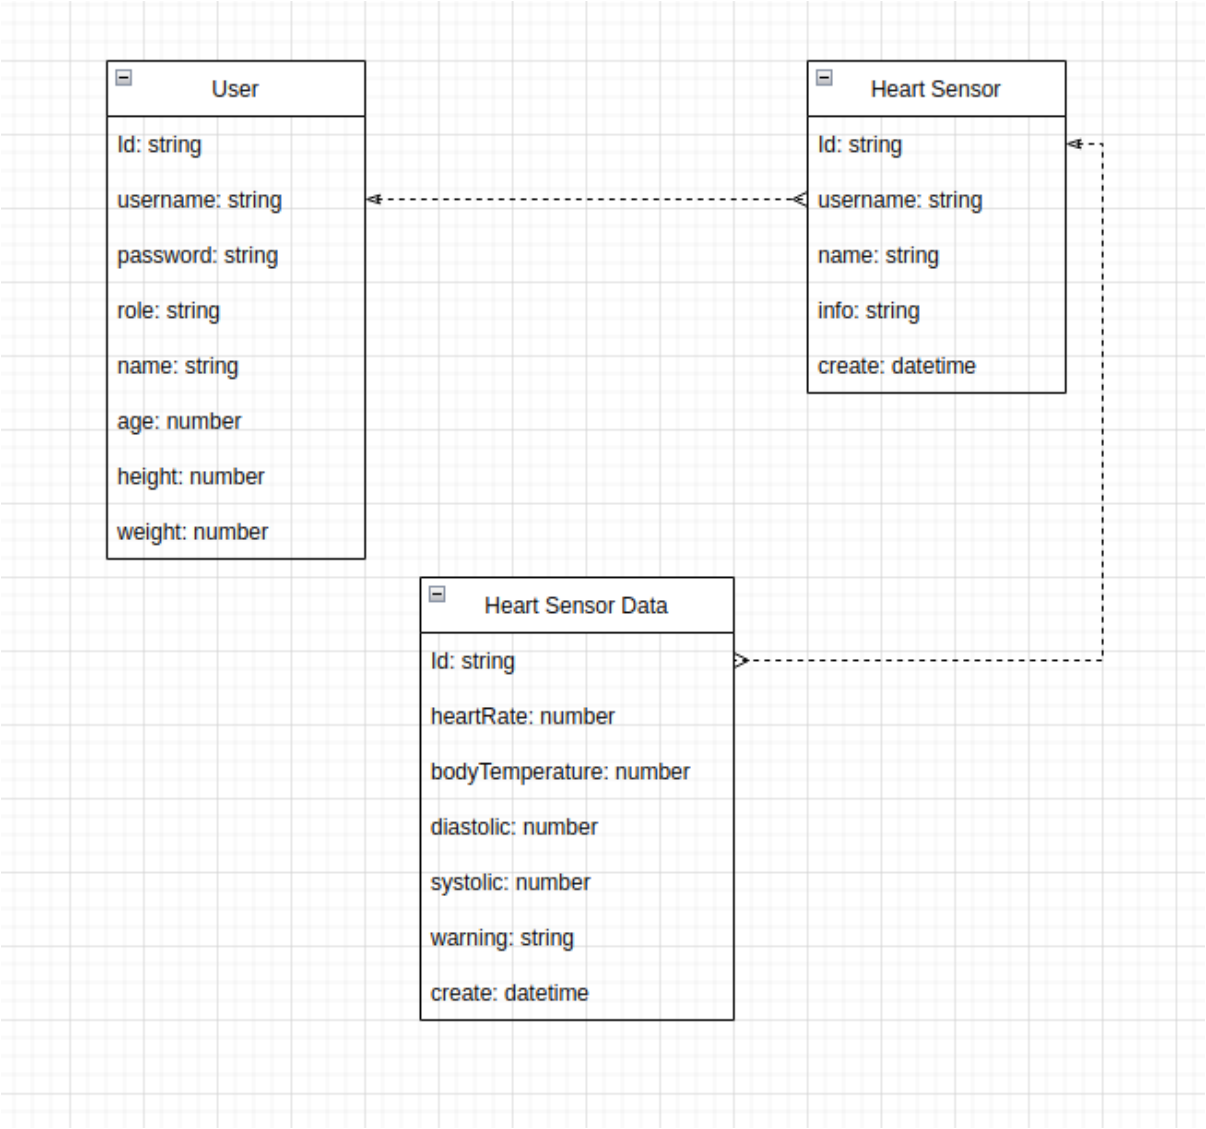 User
Id: string
username: string
password: string
role: string
name: string
age: number
height: number
weight: number
Heart Sensor
Id: string
username: string
name: string
info: string
create: datetime
Heart Sensor Data
Id: string
heartRate: number
bodyTemperature: number
diastolic: number
systolic: number
warning: string
create: datetime